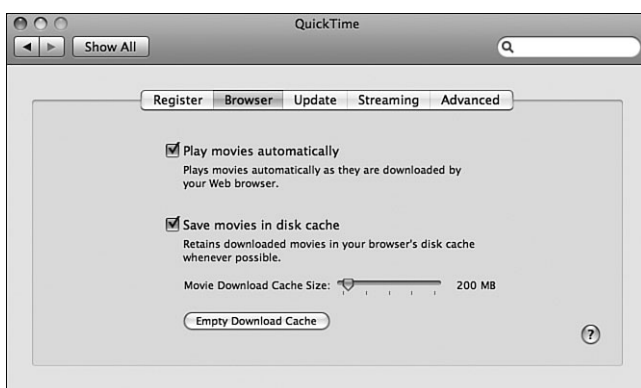 QuickTime
Show All
Register Browser Update Streaming Advanced
Play movies automatically
Plays movies automatically as they are downloaded by
your Web browser.
Save movies in disk cache
Retains downloaded movies in your browser's disk cache
whenever possible.
Movie Download Cache Size: 200 MB
Empty Download Cache
?